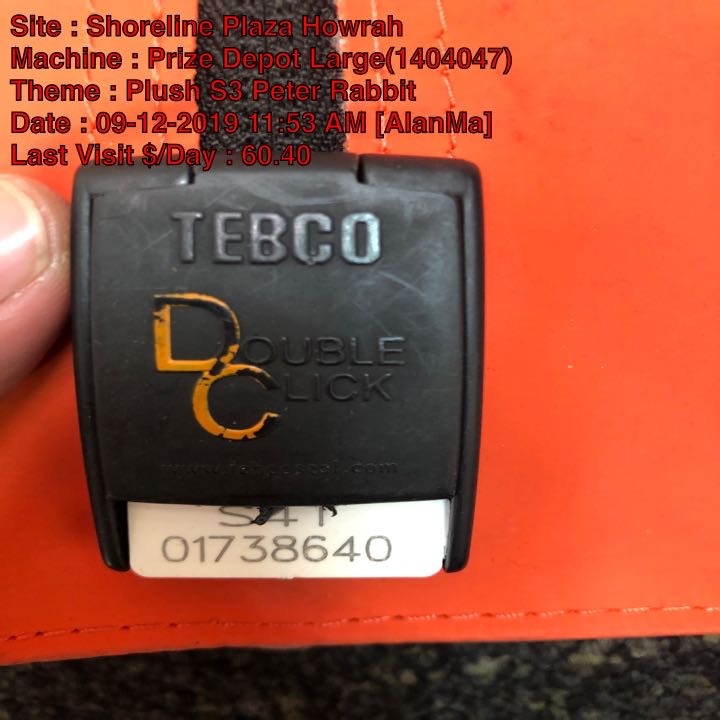 Site : Shoreline Plaza Howrah
Machine : Prize Depot Large(1404047)
Theme : Plush S3 Peter Rabbit
Date : 09-12-2019 11:53 AM [AlanMa]
Last Visit $/Day : 60.40
TEBCO
DOUBLE
CLICK
01738640